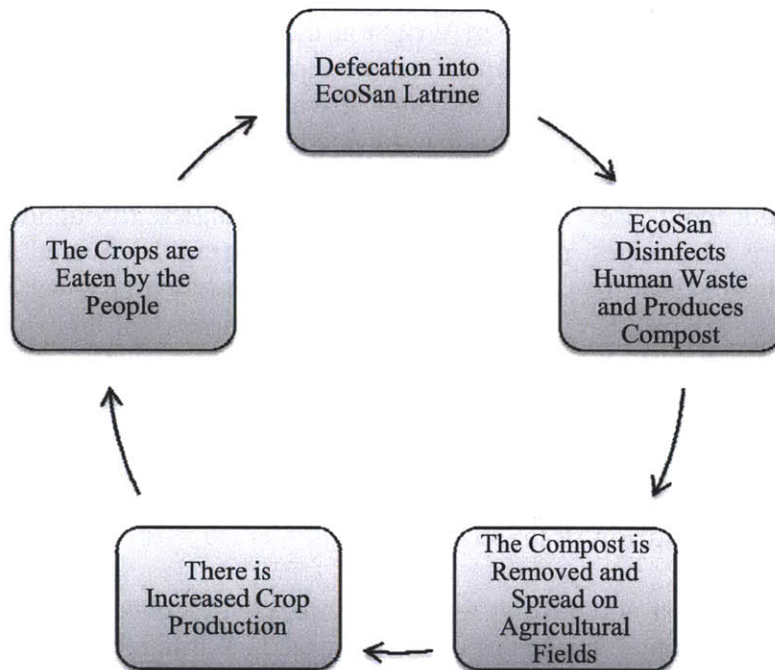 Defecation into
EcoSan Latrine
EcoSan
Disinfects
Human Waste
and Produces
Compost
The Compost is
Removed and
Spread on
Agricultural
Fields
There is
Increased Crop
Production
The Crops are
Eaten by the
People